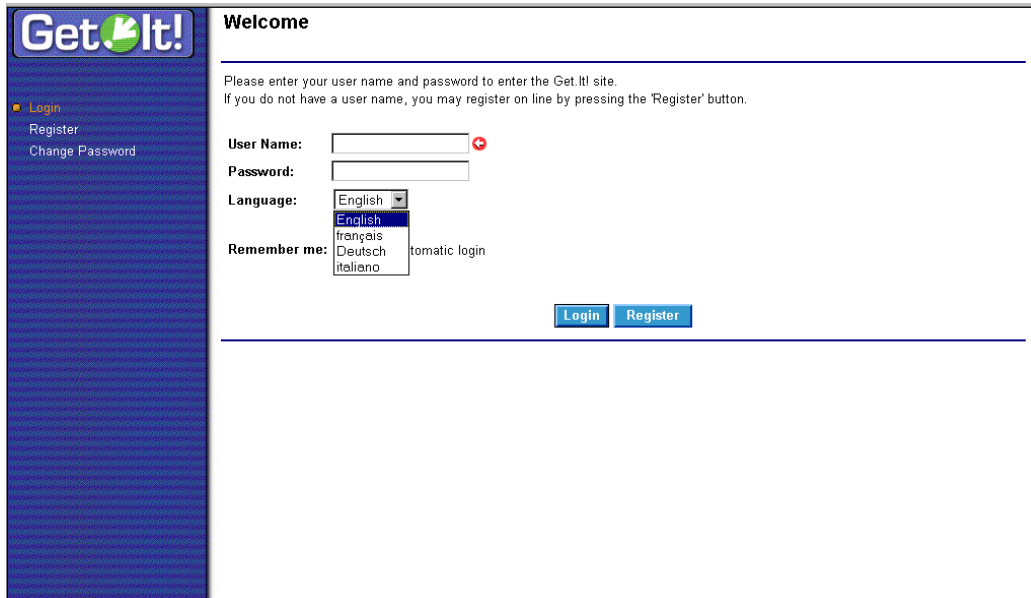 Get It!
Login
Register
Change Password
Welcome
Please enter your user name and password to enter the Get.It! site.
If you do not have a user name, you may register on line by pressing the 'Register' button.
User Name:
Password:
Language: English
English
français
Remember me: Deutsch tomatic login
italiano
Login Register